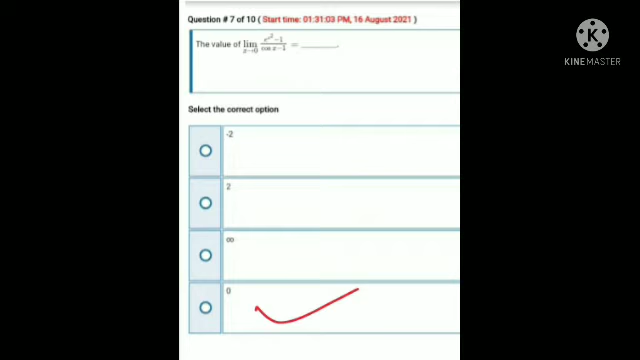 Question # 7 of 10 ( Start time: 01:31:03 PM, 16 August 2021 )
The value of lim x→0 (e^x² − 1)/(cos x − 1) = ______.
Select the correct option
-2
2
∞
0
K
KINEMASTER